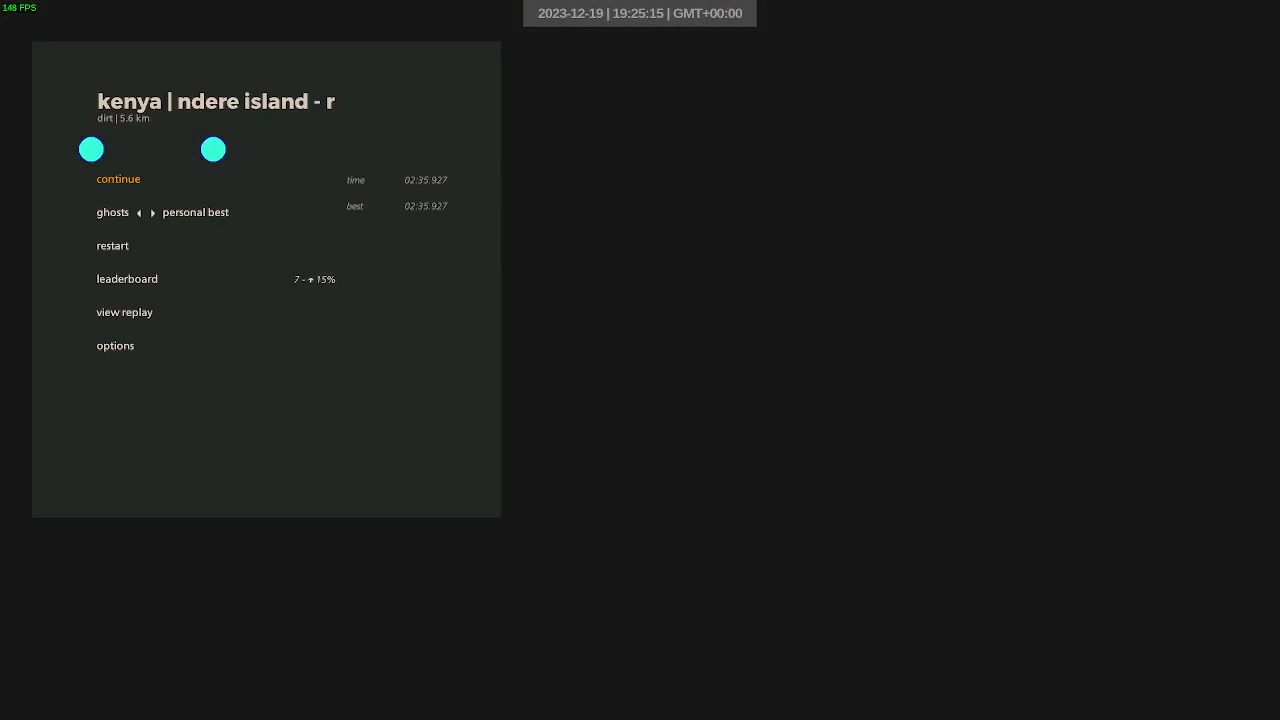 148 FPS
2023-12-19 | 19:25:15 | GMT+00:00
kenya | ndere island - r
dirt | 5.6 km
continue
time 02:35.927
ghosts personal best
best 02:35.927
restart
leaderboard 7 - ↑ 15%
view replay
options